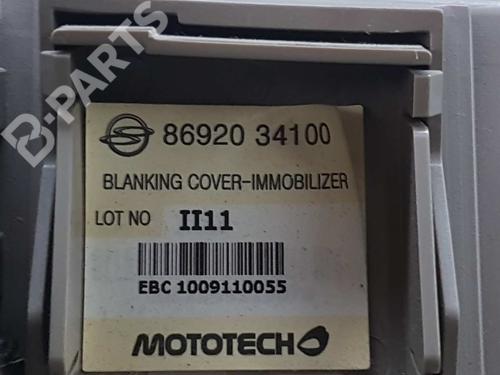 B-PARTS
86920 34100
BLANKING COVER-IMMOBILIZER
LOT NO II11
EBC 1009110055
MOTOTECH